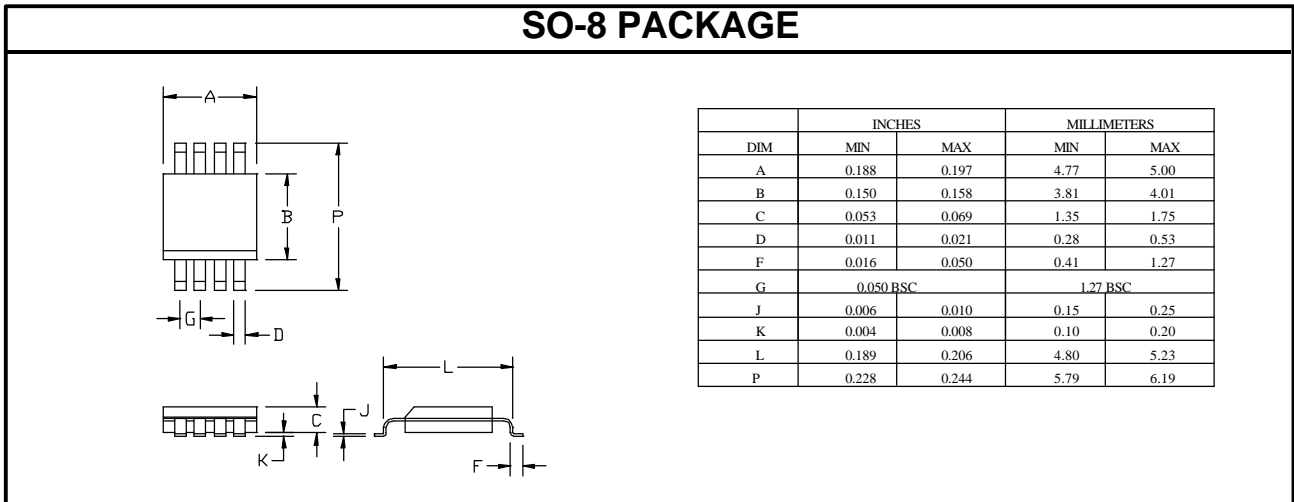 SO-8 PACKAGE
A
B
P
G
D
L
C
J
K
F
INCHES MILLIMETERS
DIM MIN MAX MIN MAX
A 0.188 0.197 4.77 5.00
B 0.150 0.158 3.81 4.01
C 0.053 0.069 1.35 1.75
D 0.011 0.021 0.28 0.53
F 0.016 0.050 0.41 1.27
G 0.050 BSC 1.27 BSC
J 0.006 0.010 0.15 0.25
K 0.004 0.008 0.10 0.20
L 0.189 0.206 4.80 5.23
P 0.228 0.244 5.79 6.19